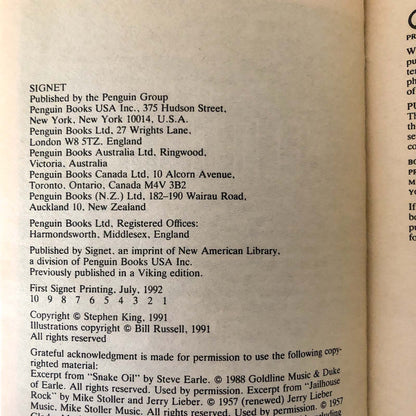 SIGNET
Published by the Penguin Group
Penguin Books USA Inc., 375 Hudson Street,
New York, New York 10014, U.S.A.
Penguin Books Ltd, 27 Wrights Lane,
London W8 5TZ, England
Penguin Books Australia Ltd, Ringwood,
Victoria, Australia
Penguin Books Canada Ltd, 10 Alcorn Avenue,
Toronto, Ontario, Canada M4V 3B2
Penguin Books (N.Z.) Ltd, 182–190 Wairau Road,
Auckland 10, New Zealand
Penguin Books Ltd, Registered Offices:
Harmondsworth, Middlesex, England
Published by Signet, an imprint of New American Library,
a division of Penguin Books USA Inc.
Previously published in a Viking edition.
First Signet Printing, July, 1992
10 9 8 7 6 5 4 3 2 1
Copyright © Stephen King, 1991
Illustrations copyright © Bill Russell, 1991
All rights reserved
Grateful acknowledgment is made for permission to use the following copy-
righted material:
Excerpt from "Snake Oil" by Steve Earle. © 1988 Goldline Music & Duke
of Earle. All rights reserved. Used by permission. Excerpt from "Jailhouse
Rock," by Mike Stoller and Jerry Lieber. © 1957 (renewed) Jerry Lieber
Music, Mike Stoller Music. All rights reserved. © 1957